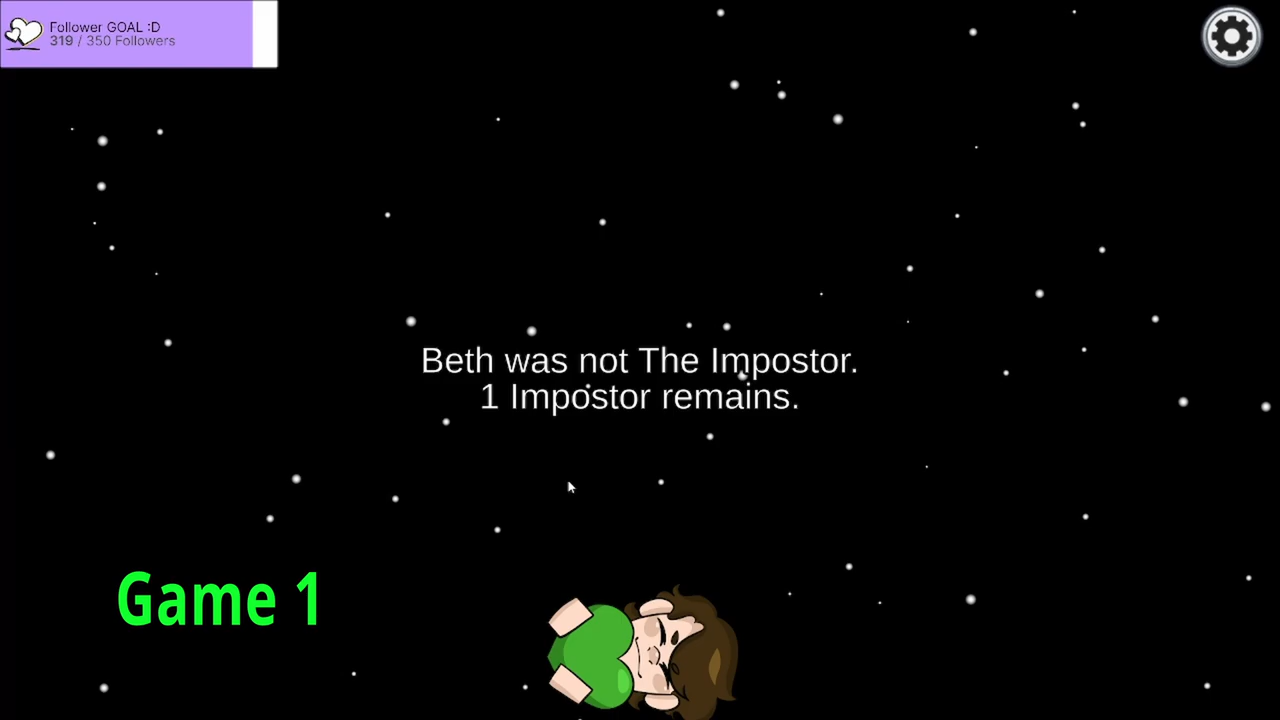 Follower GOAL :D
319 / 350 Followers
Beth was not The Impostor.
1 Impostor remains.
Game 1